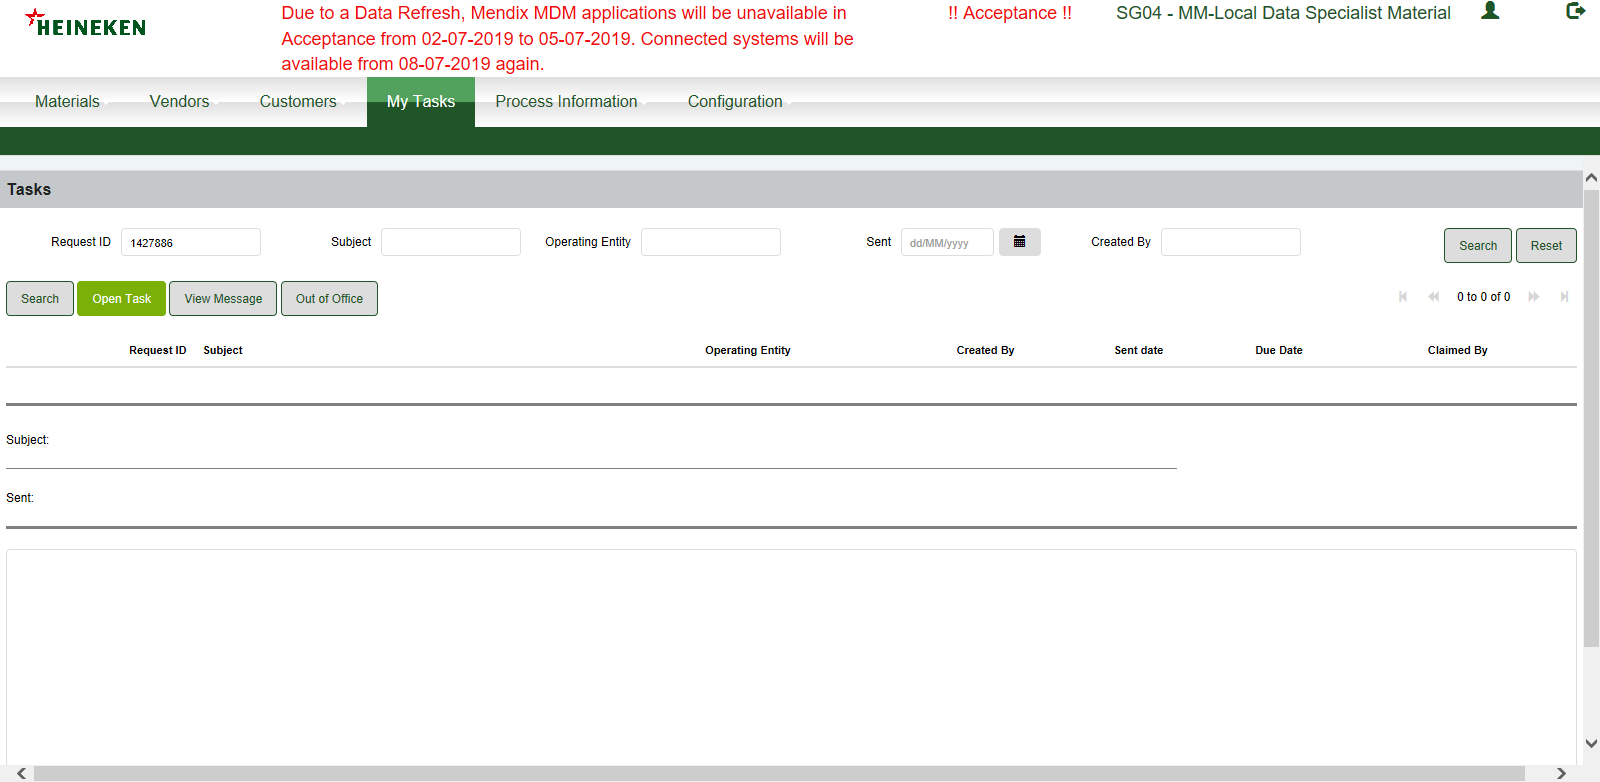 HEINEKEN
Due to a Data Refresh, Mendix MDM applications will be unavailable in
Acceptance from 02-07-2019 to 05-07-2019. Connected systems will be
available from 08-07-2019 again.
!! Acceptance !!
SG04 - MM-Local Data Specialist Material
Materials Vendors Customers My Tasks Process Information Configuration
Tasks
Request ID 1427886 Subject Operating Entity Sent dd/MM/yyyy Created By Search Reset
Search Open Task View Message Out of Office 0 to 0 of 0
Request ID Subject Operating Entity Created By Sent date Due Date Claimed By
Subject:
Sent: